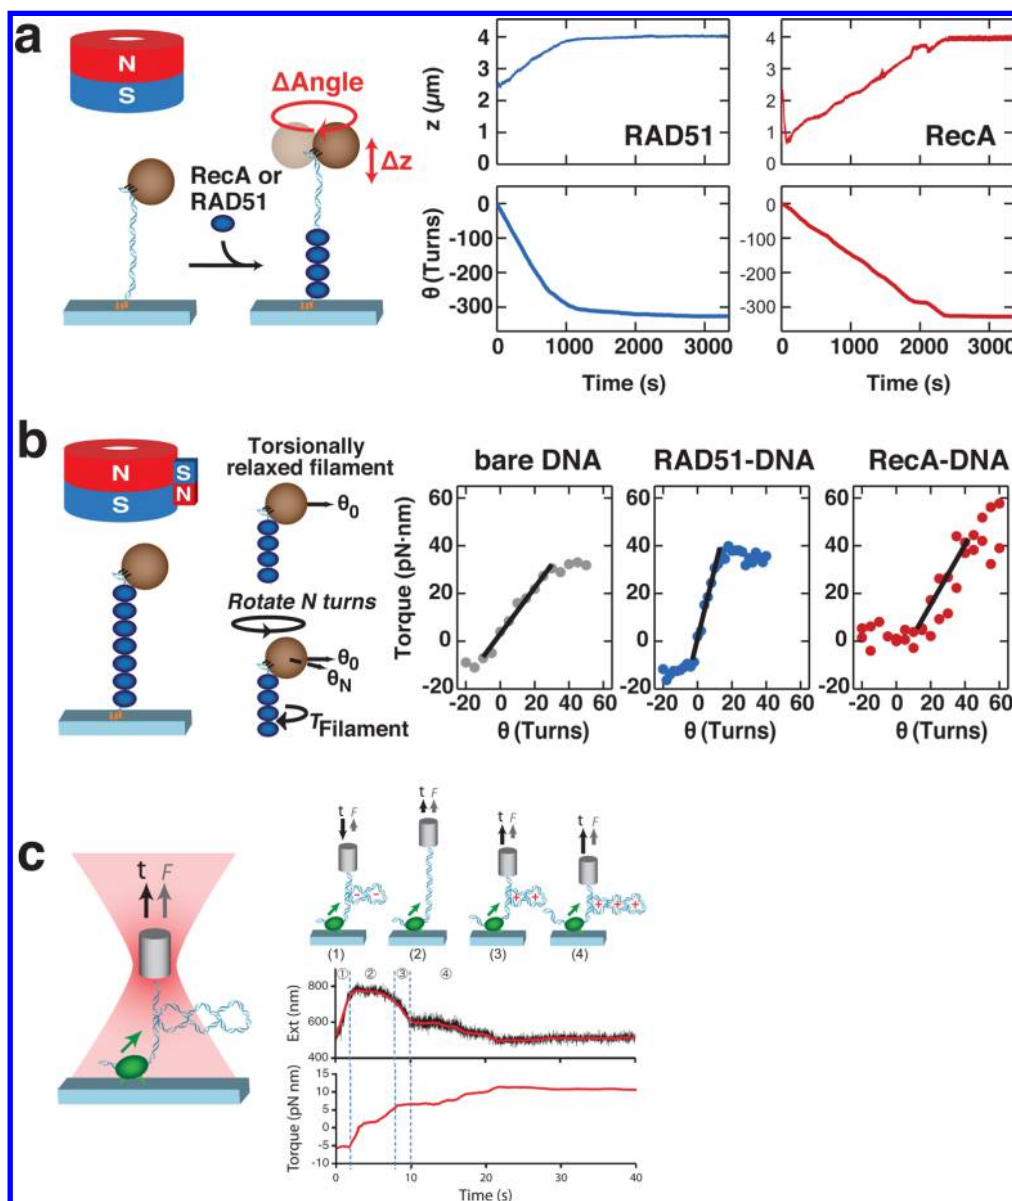 a
N
S
ΔAngle
Δz
RecA or
RAD51
z (μm)
4
3
2
1
0
RAD51
4
3
2
1
0
RecA
θ (Turns)
0
-100
-200
-300
0 1000 2000 3000
Time (s)
0
-100
-200
-300
0 1000 2000 3000
Time (s)
b
N
S
S
N
Torsionally
relaxed filament
θ0
Rotate N turns
θ0
θN
τFilament
bare DNA
RAD51-DNA
RecA-DNA
Torque (pN·nm)
60
40
20
0
-20
-20 0 20 40 60
θ (Turns)
60
40
20
0
-20
-20 0 20 40 60
θ (Turns)
60
40
20
0
-20
-20 0 20 40 60
θ (Turns)
c
t F
t F
- -
(1)
t F
(2)
t F
+ +
(3)
t F
+ + +
(4)
① ② ③ ④
Ext (nm)
800
600
400
Torque (pN nm)
15
10
5
0
-5
-10
0 10 20 30 40
Time (s)